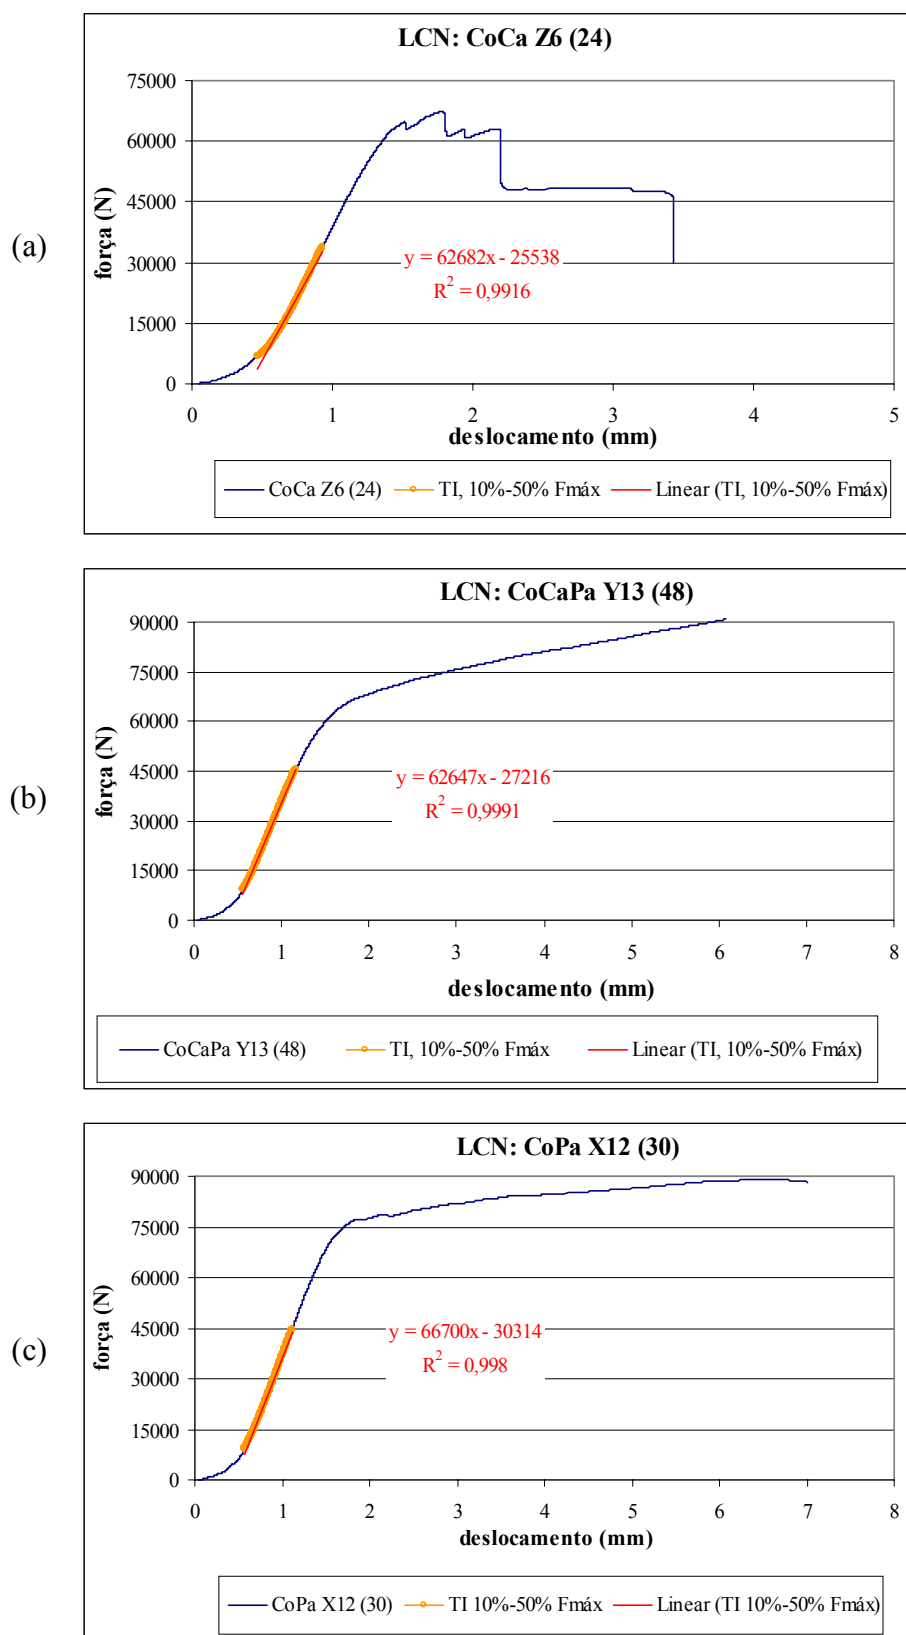 (a)
LCN: CoCa Z6 (24)
75000
60000
45000
30000
15000
0
força (N)
y = 62682x - 25538
R² = 0,9916
0 1 2 3 4 5
deslocamento (mm)
CoCa Z6 (24) TI, 10%-50% Fmáx Linear (TI, 10%-50% Fmáx)
(b)
LCN: CoCaPa Y13 (48)
90000
75000
60000
45000
30000
15000
0
força (N)
y = 62647x - 27216
R² = 0,9991
0 1 2 3 4 5 6 7 8
deslocamento (mm)
CoCaPa Y13 (48) TI, 10%-50% Fmáx Linear (TI, 10%-50% Fmáx)
(c)
LCN: CoPa X12 (30)
90000
75000
60000
45000
30000
15000
0
força (N)
y = 66700x - 30314
R² = 0,998
0 1 2 3 4 5 6 7 8
deslocamento (mm)
CoPa X12 (30) TI 10%-50% Fmáx Linear (TI 10%-50% Fmáx)